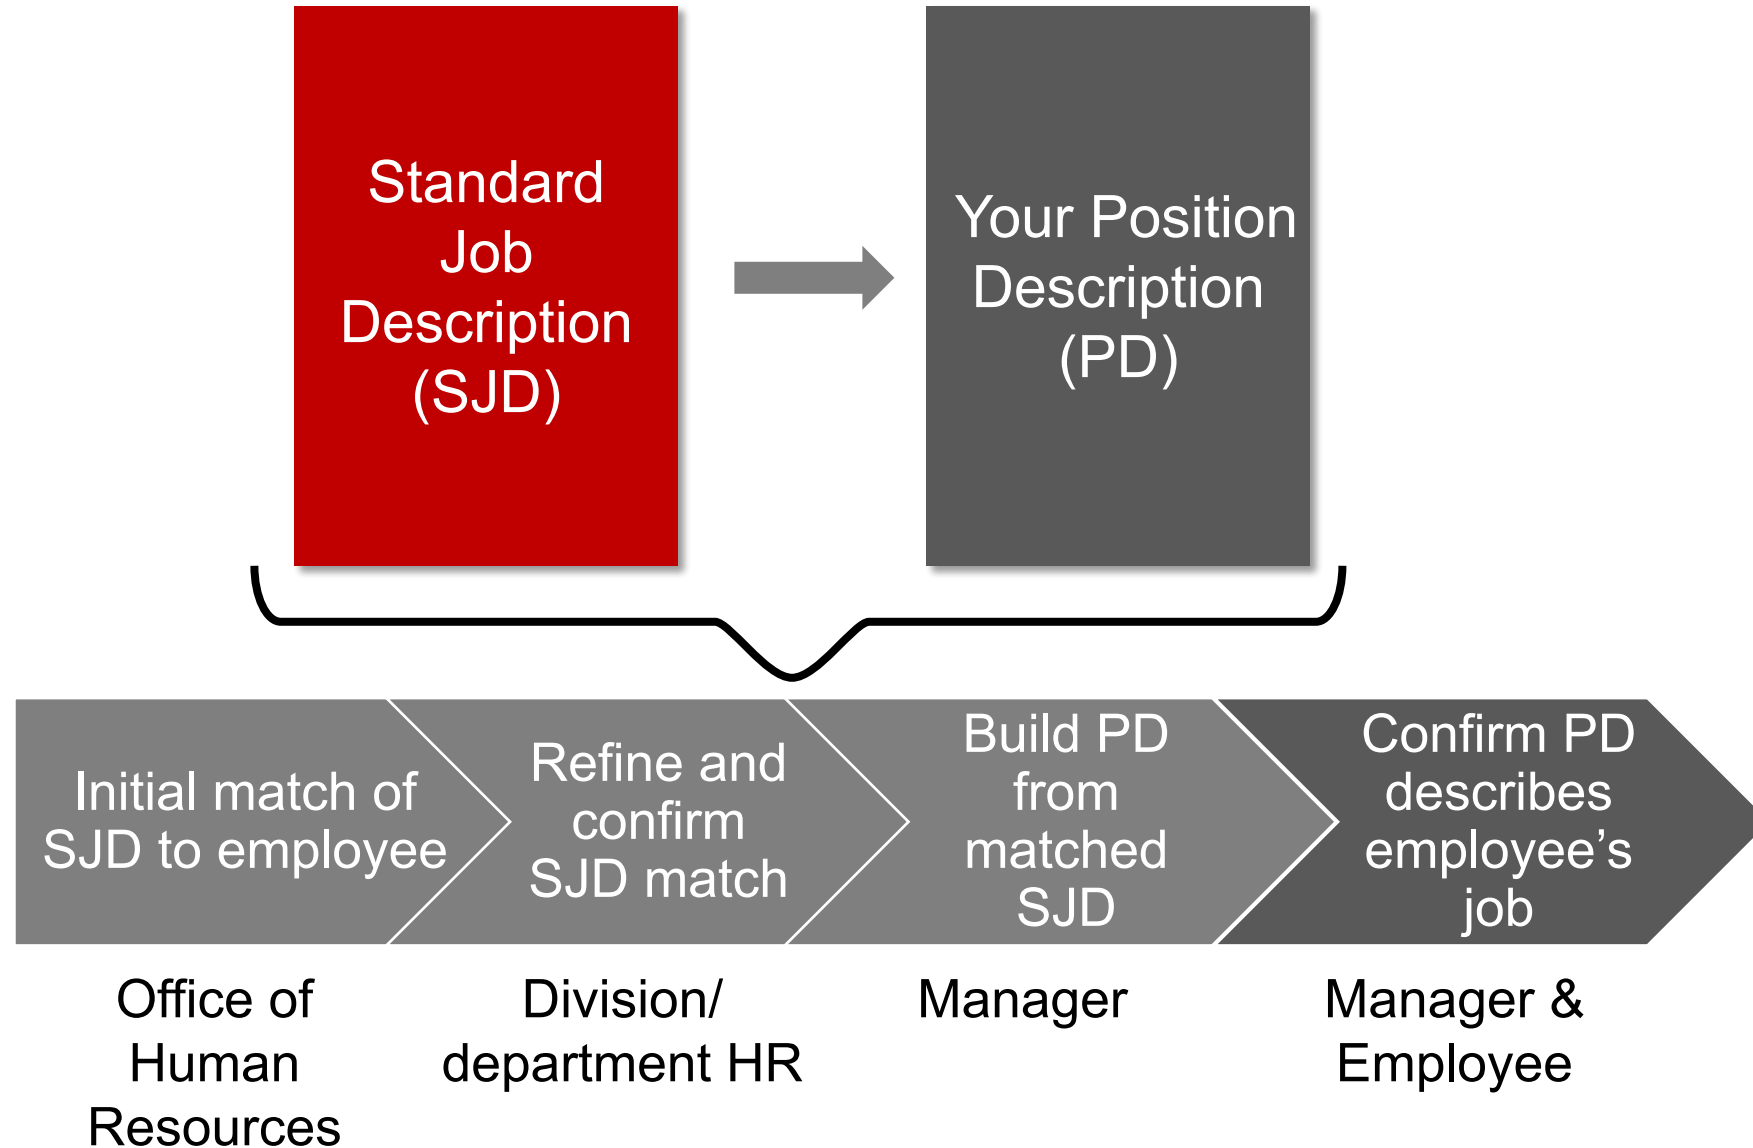 Standard
Job
Description
(SJD)
Your Position
Description
(PD)
Initial match of
SJD to employee
Refine and
confirm
SJD match
Build PD
from
matched
SJD
Confirm PD
describes
employee’s
job
Office of
Human
Resources
Division/
department HR
Manager
Manager &
Employee